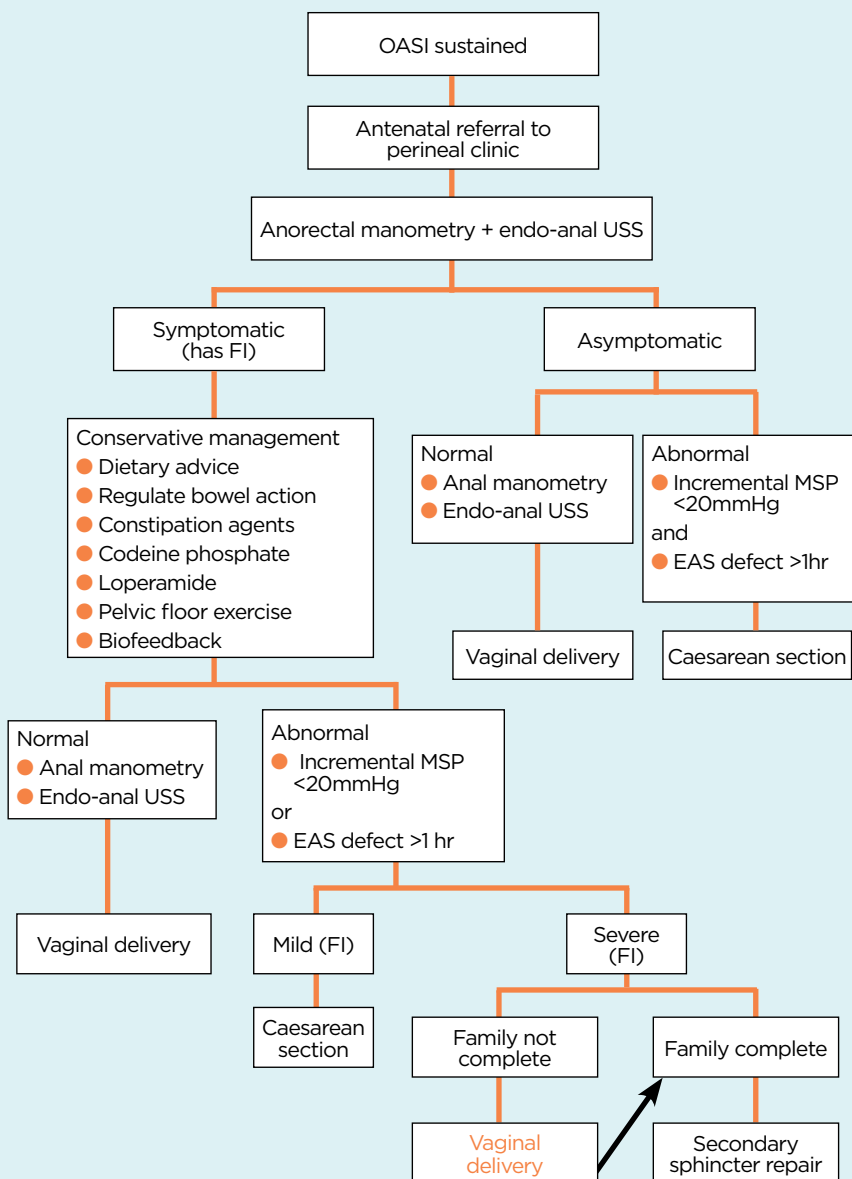 OASI sustained
Antenatal referral to
perineal clinic
Anorectal manometry + endo-anal USS
Symptomatic
(has FI)
Asymptomatic
Conservative management
Dietary advice
Regulate bowel action
Constipation agents
Codeine phosphate
Loperamide
Pelvic floor exercise
Biofeedback
Normal
Anal manometry
Endo-anal USS
Abnormal
Incremental MSP
<20mmHg
and
EAS defect >1hr
Vaginal delivery
Caesarean section
Normal
Anal manometry
Endo-anal USS
Abnormal
Incremental MSP
<20mmHg
or
EAS defect >1 hr
Vaginal delivery
Mild (FI)
Severe
(FI)
Caesarean
section
Family not
complete
Family complete
Vaginal
delivery
Secondary
sphincter repair